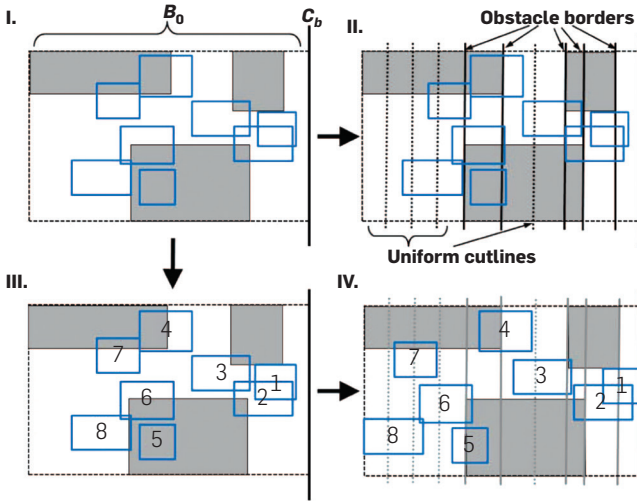 I.
B₀
C_b
II.
Obstacle borders
Uniform cutlines
III.
4
7
3
1
2
6
8
5
IV.
4
7
3
1
2
6
8
5